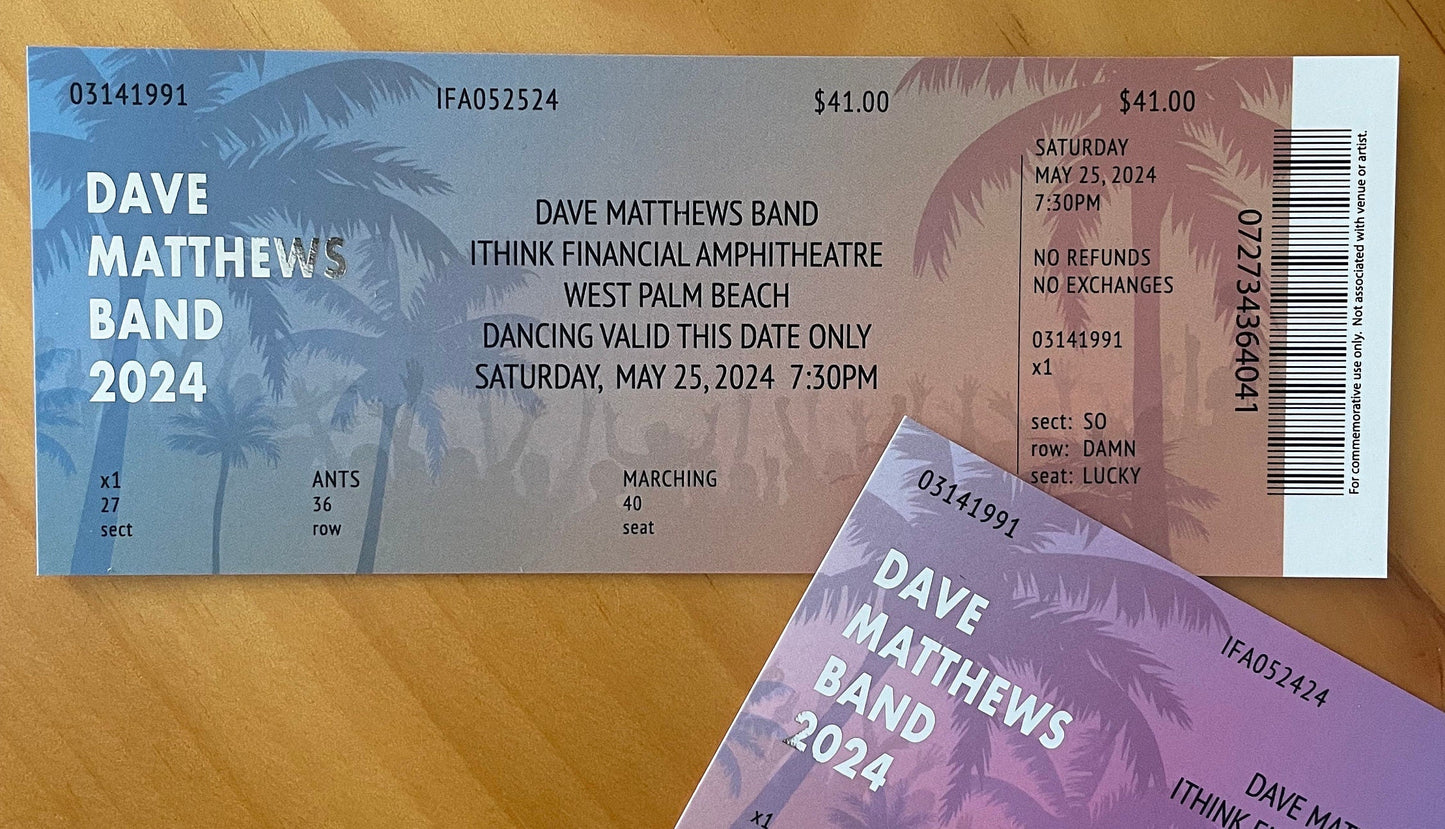 03141991
IFA052524
$41.00
$41.00
DAVE
MATTHEWS
BAND
2024
DAVE MATTHEWS BAND
ITHINK FINANCIAL AMPHITHEATRE
WEST PALM BEACH
DANCING VALID THIS DATE ONLY
SATURDAY, MAY 25, 2024 7:30PM
x1
27
sect
ANTS
36
row
MARCHING
40
seat
SATURDAY
MAY 25, 2024
7:30PM
NO REFUNDS
NO EXCHANGES
03141991
x1
sect: SO
row: DAMN
seat: LUCKY
072734364041
For commemorative use only. Not associated with venue or artist.
03141991
IFA052424
DAVE
MATTHEWS
BAND
2024
DAVE MAT
ITHINK F
x1